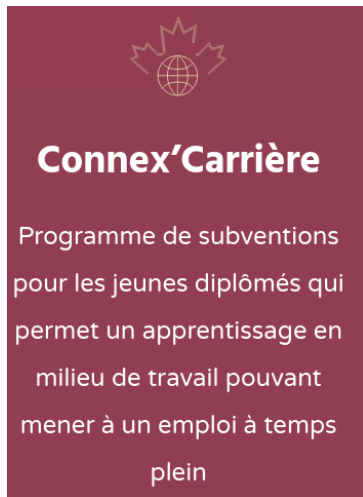 Connex’Carrière
Programme de subventions
pour les jeunes diplômés qui
permet un apprentissage en
milieu de travail pouvant
mener à un emploi à temps
plein